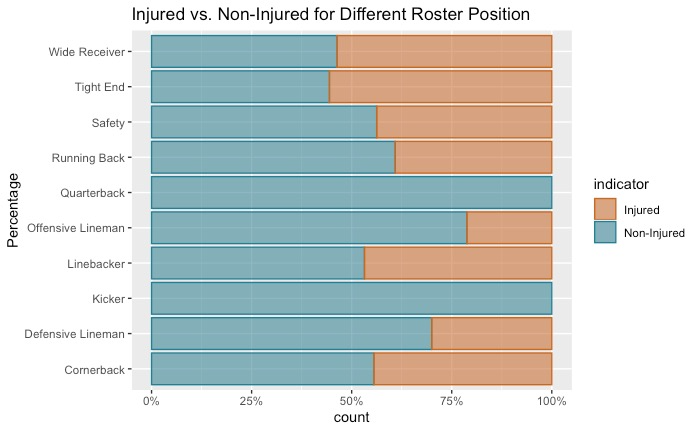 Injured vs. Non-Injured for Different Roster Position
Wide Receiver
Tight End
Safety
Running Back
Quarterback
Offensive Lineman
Linebacker
Kicker
Defensive Lineman
Cornerback
Percentage
0% 25% 50% 75% 100%
count
indicator
Injured
Non-Injured